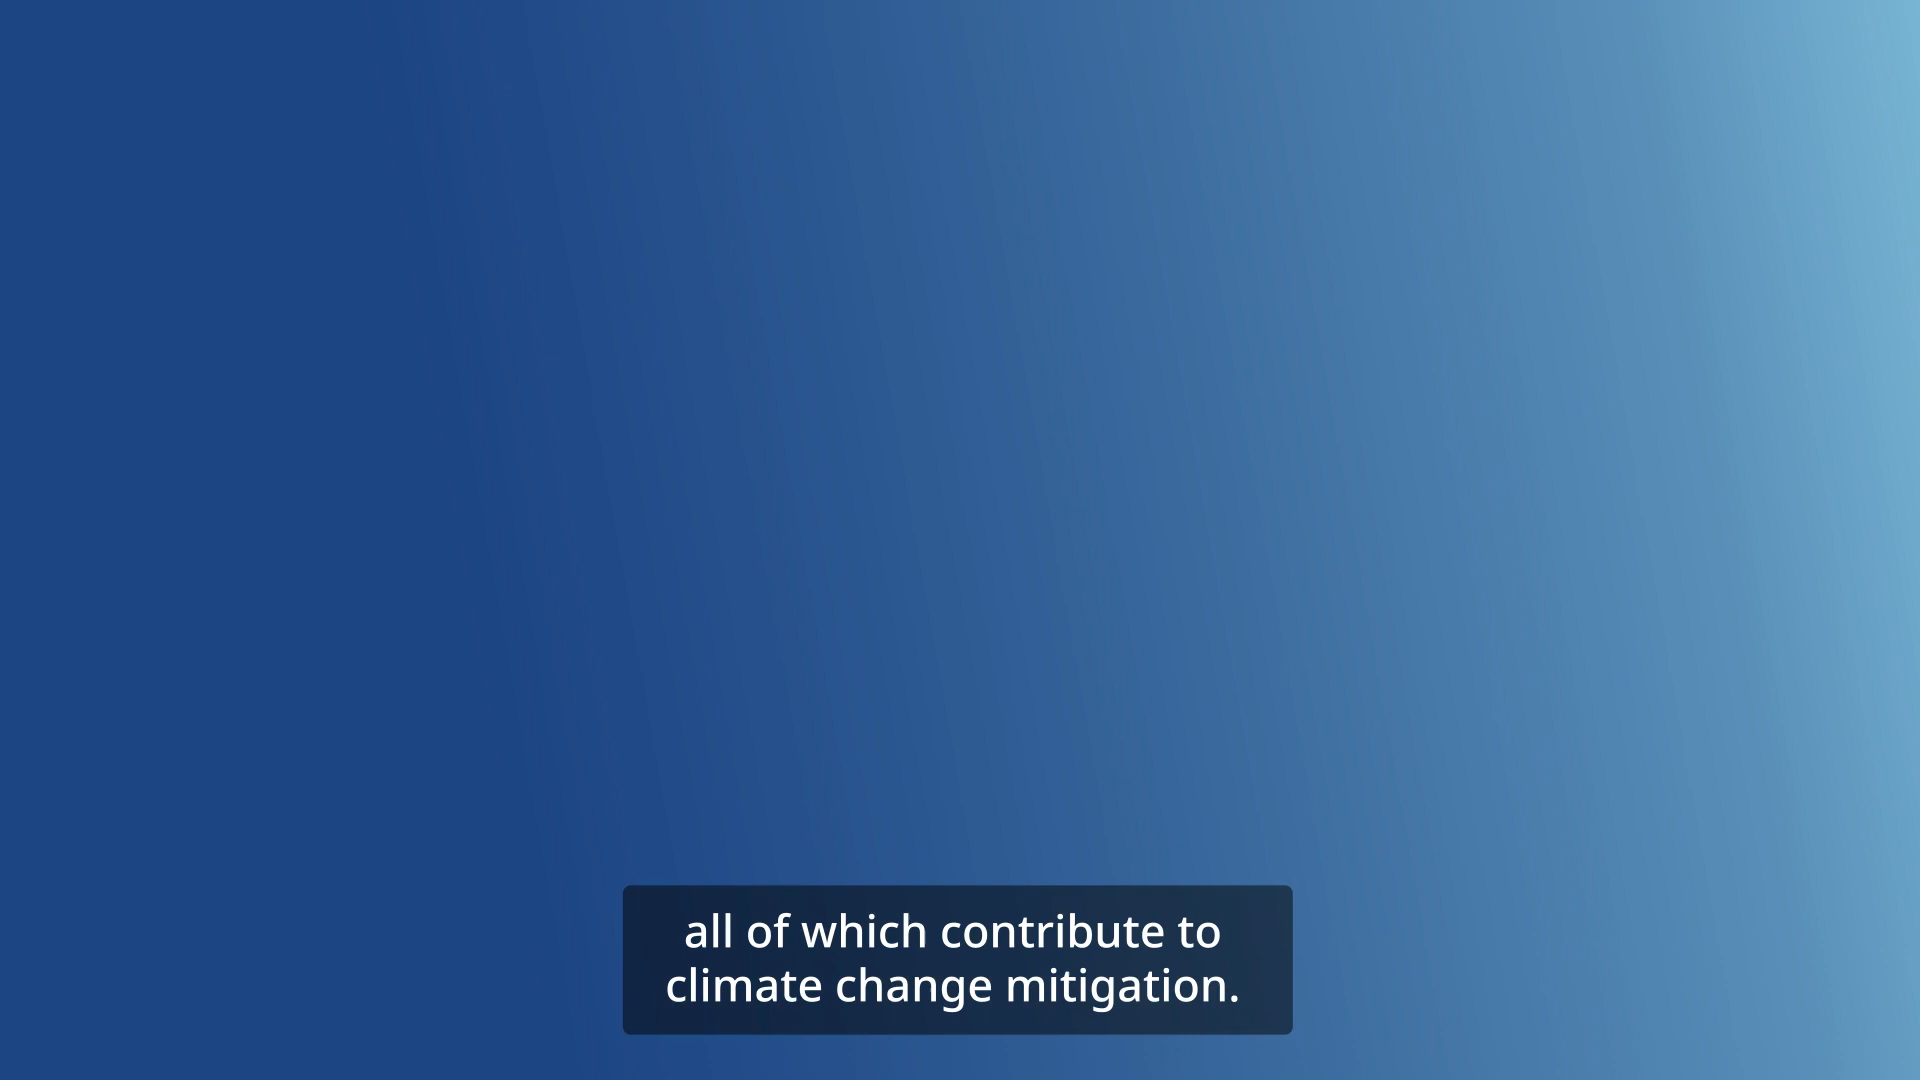 all of which contribute to
climate change mitigation.